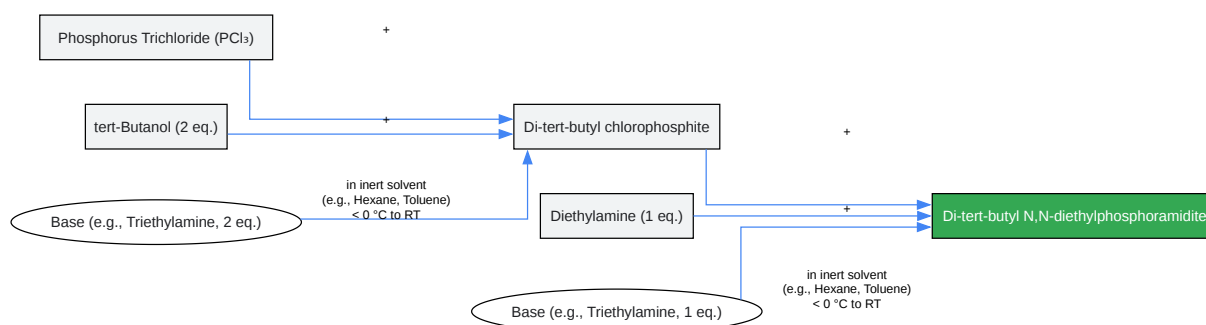 Phosphorus Trichloride (PCl₃)
+
tert-Butanol (2 eq.)
+
Di-tert-butyl chlorophosphite
+
in inert solvent
(e.g., Hexane, Toluene)
< 0 °C to RT
Base (e.g., Triethylamine, 2 eq.)
Diethylamine (1 eq.)
+
Di-tert-butyl N,N-diethylphosphoramidite
in inert solvent
(e.g., Hexane, Toluene)
< 0 °C to RT
Base (e.g., Triethylamine, 1 eq.)